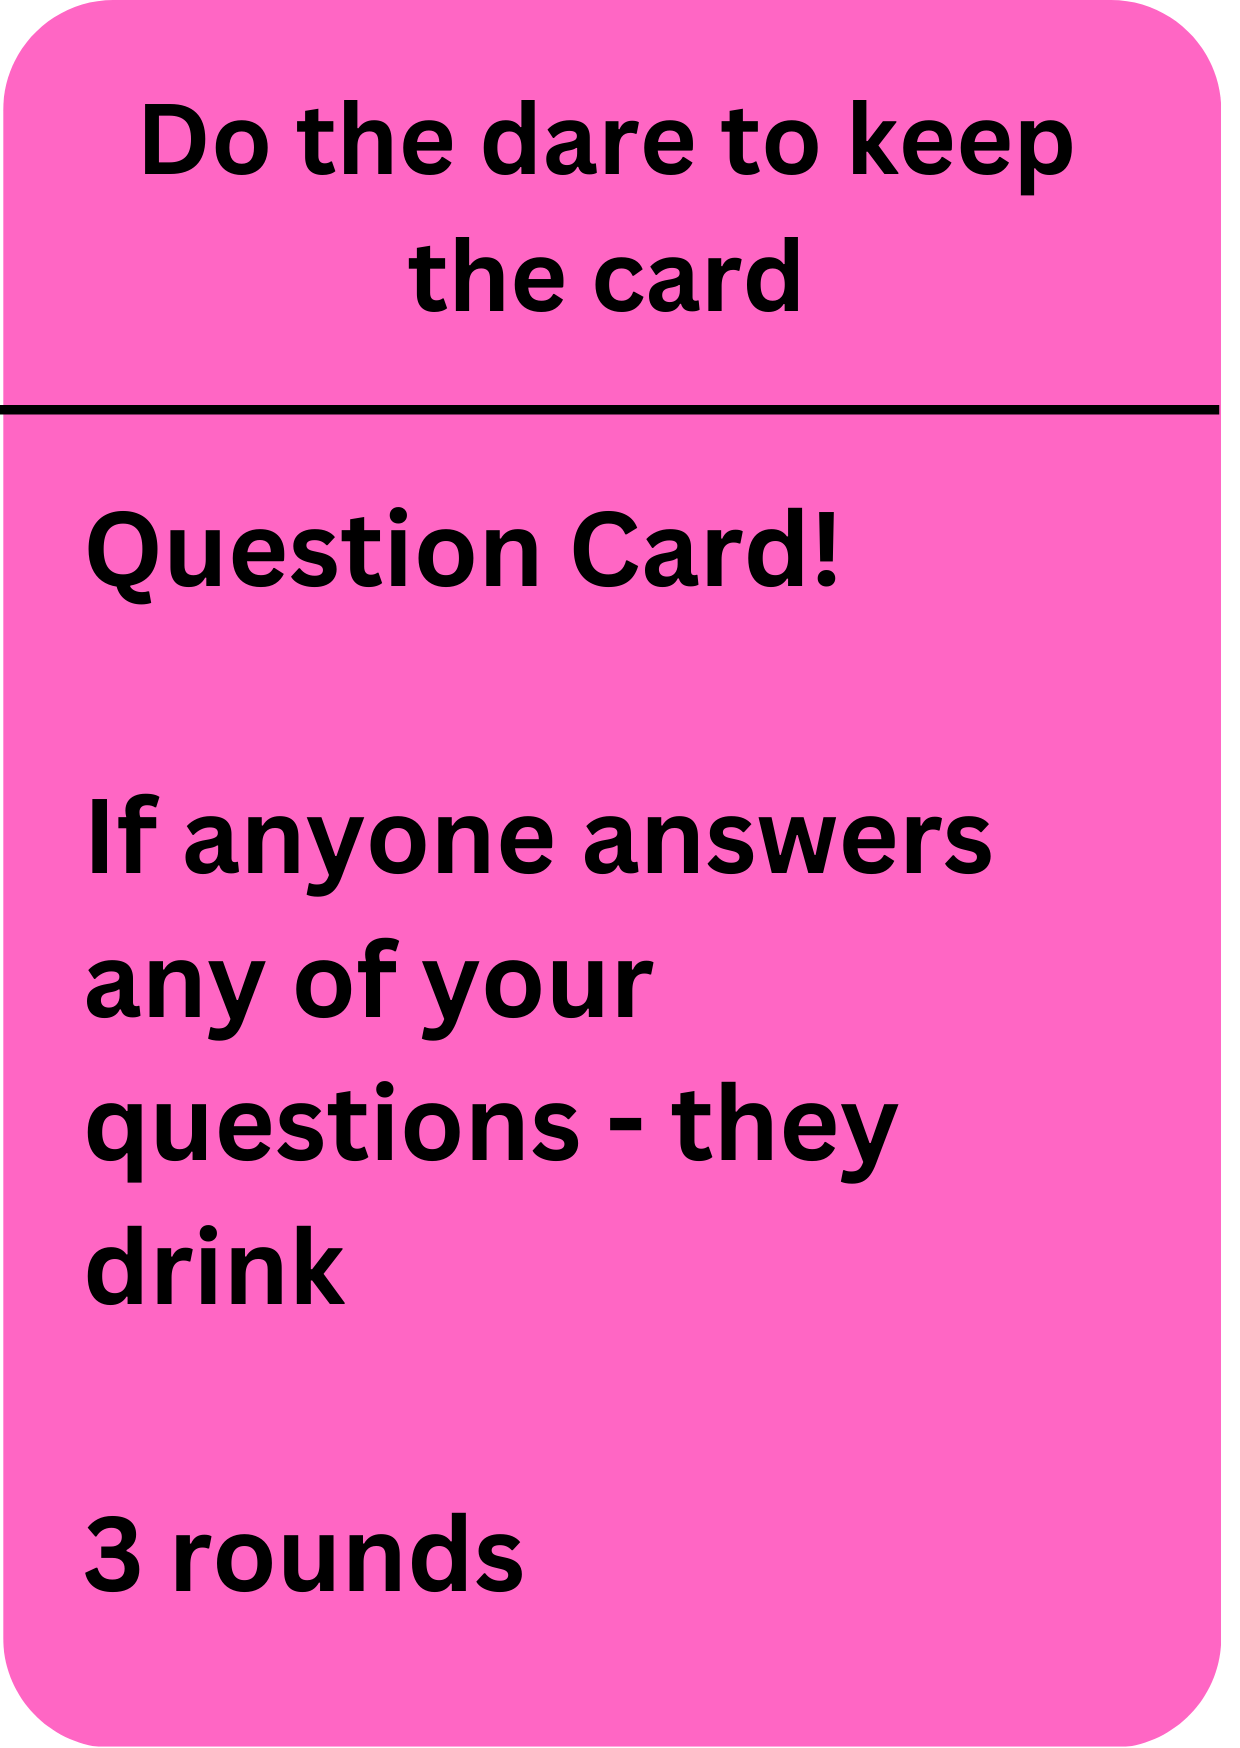 Do the dare to keep
the card
Question Card!
If anyone answers
any of your
questions - they
drink
3 rounds